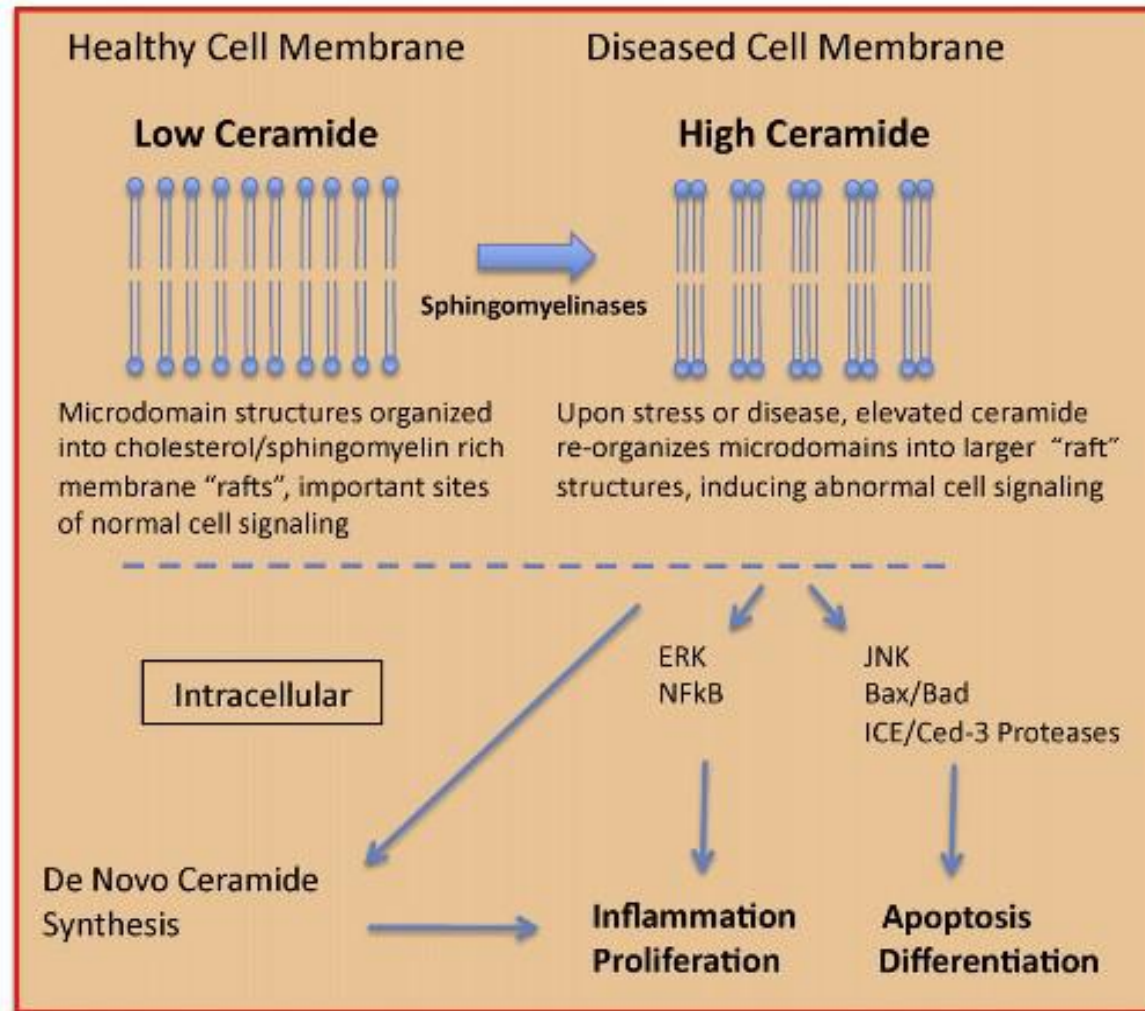 Healthy Cell Membrane
Diseased Cell Membrane
Low Ceramide
High Ceramide
Sphingomyelinases
Microdomain structures organized
into cholesterol/sphingomyelin rich
membrane “rafts”, important sites
of normal cell signaling
Upon stress or disease, elevated ceramide
re-organizes microdomains into larger “raft”
structures, inducing abnormal cell signaling
Intracellular
ERK
NFkB
JNK
Bax/Bad
ICE/Ced-3 Proteases
De Novo Ceramide
Synthesis
Inflammation
Proliferation
Apoptosis
Differentiation